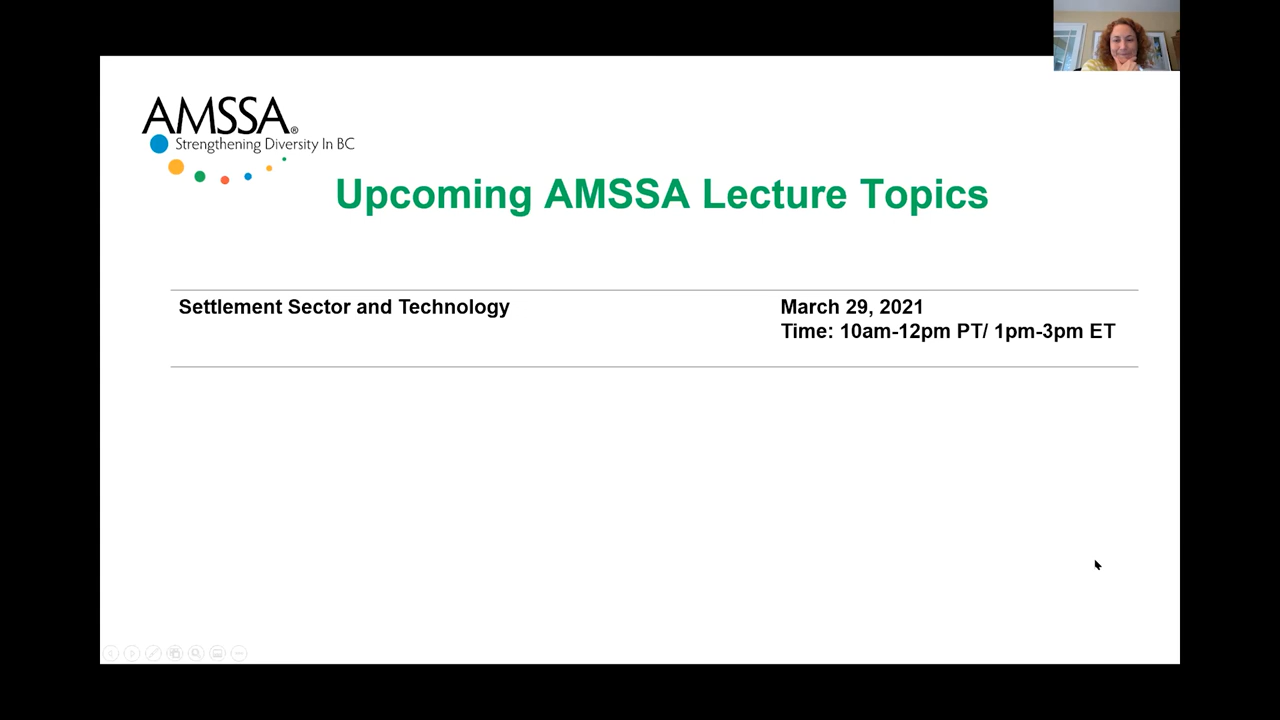 AMSSA®
Strengthening Diversity In BC
Upcoming AMSSA Lecture Topics
Settlement Sector and Technology
March 29, 2021
Time: 10am-12pm PT/ 1pm-3pm ET